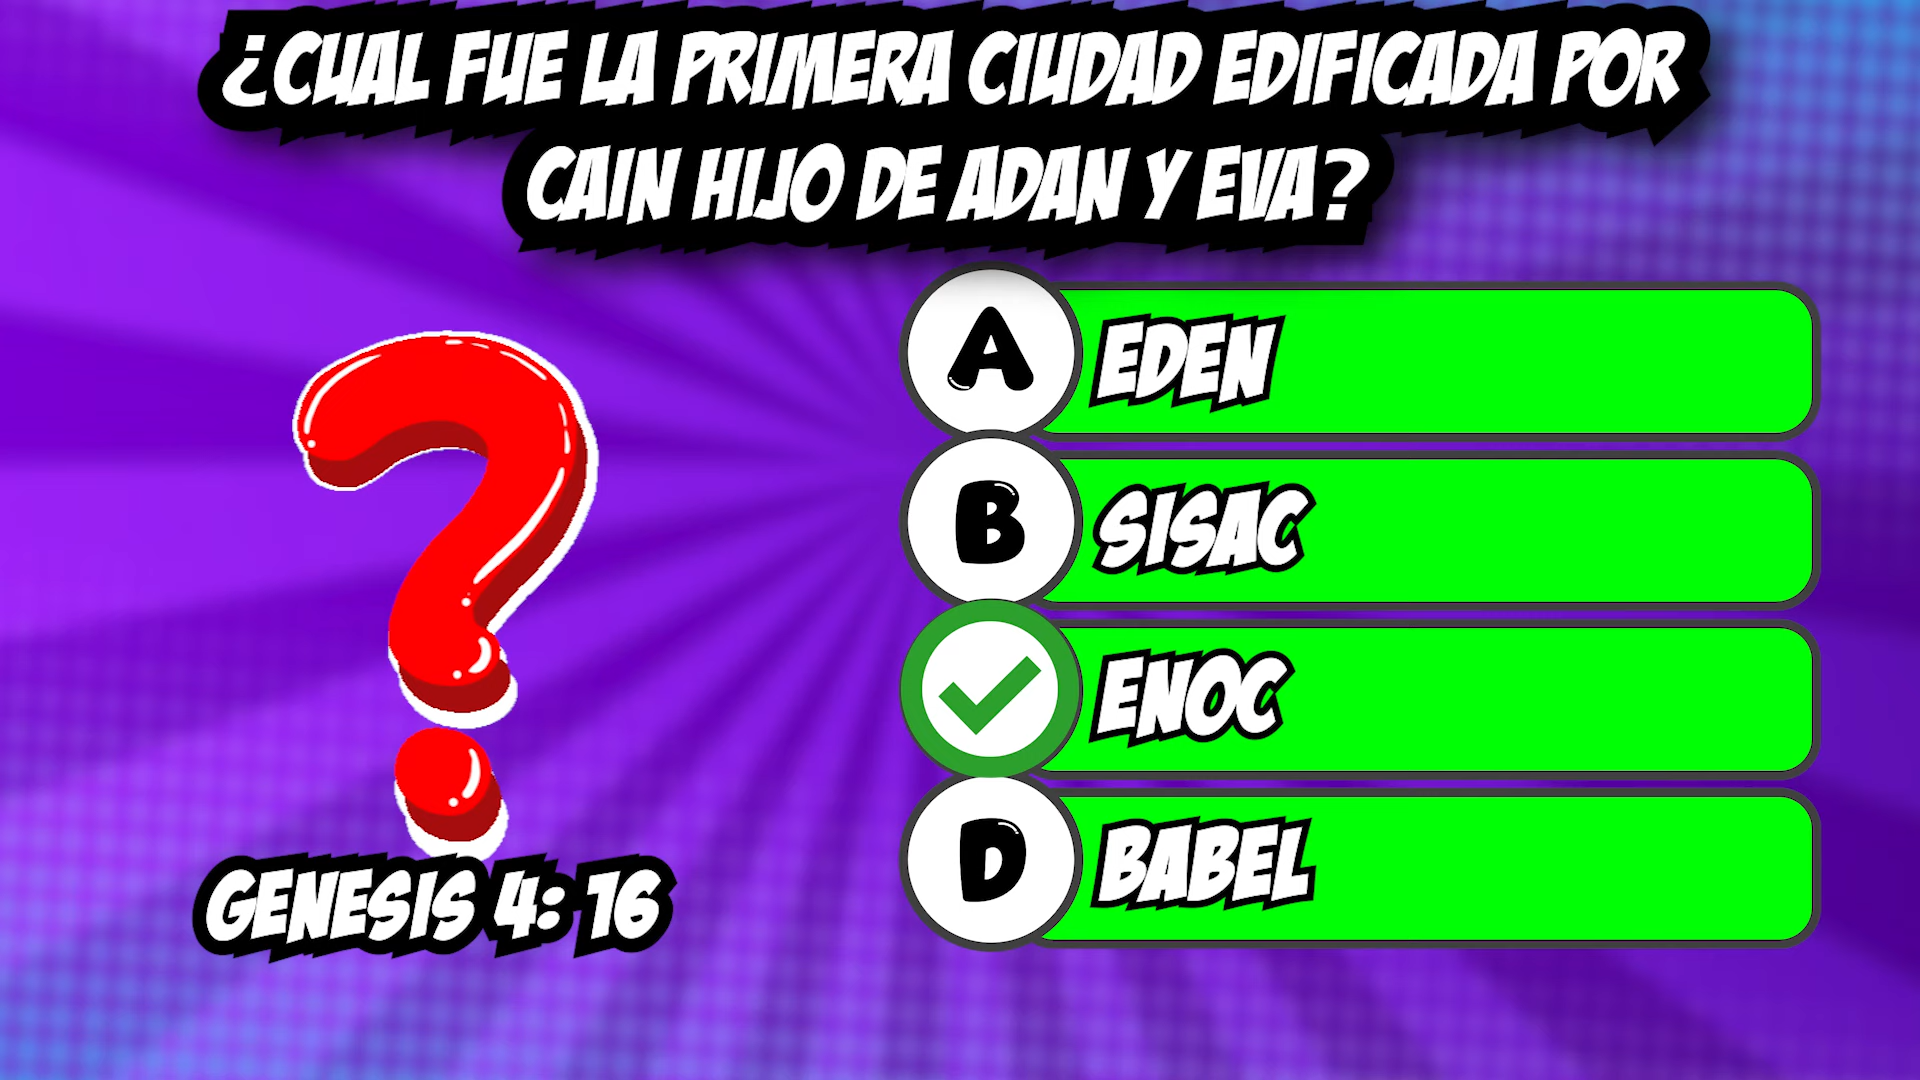 ¿CUAL FUE LA PRIMERA CIUDAD EDIFICADA POR
CAIN HIJO DE ADAN Y EVA?
A EDEN
B SISAC
ENOC
D BABEL
GENESIS 4: 16